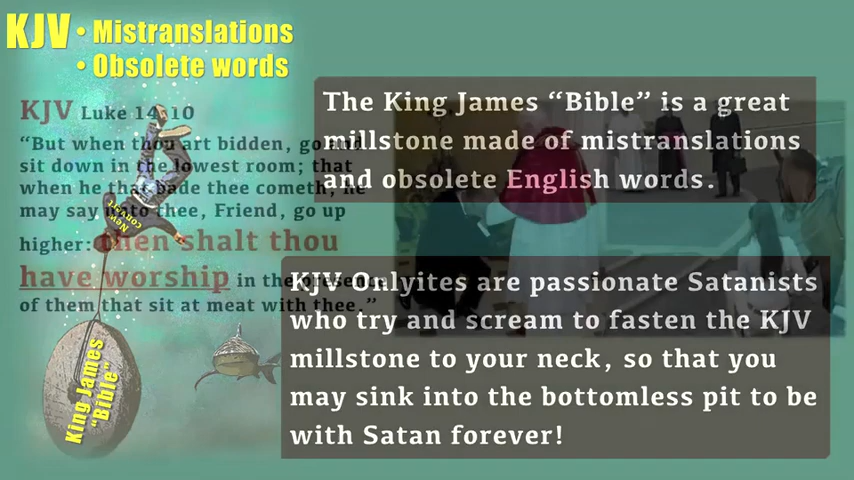 KJV • Mistranslations
• Obsolete words
KJV Luke 14:10
“But when thou art bidden, go and
sit down in the lowest room; that
when he that bade thee cometh, he
may say unto thee, Friend, go up
higher: then shalt thou
have worship in the presence
of them that sit at meat with thee.”
New
convert
King James
“Bible”
The King James “Bible” is a great
millstone made of mistranslations
and obsolete English words.
KJV Onlyites are passionate Satanists
who try and scream to fasten the KJV
millstone to your neck, so that you
may sink into the bottomless pit to be
with Satan forever!